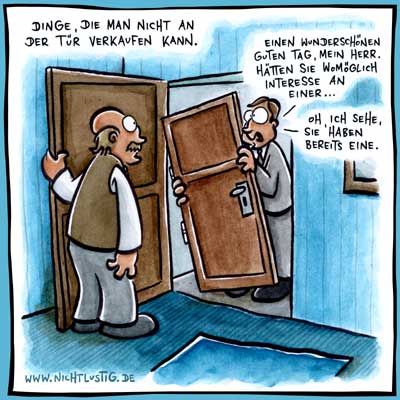 DINGE, DIE MAN NICHT AN
DER TÜR VERKAUFEN KANN.
EINEN WUNDERSCHÖNEN
GUTEN TAG, MEIN HERR.
HÄTTEN SIE WOMÖGLICH
INTERESSE AN
EINER...
OH, ICH SEHE,
SIE HABEN
BEREITS EINE.
WWW.NICHTLUSTIG.DE